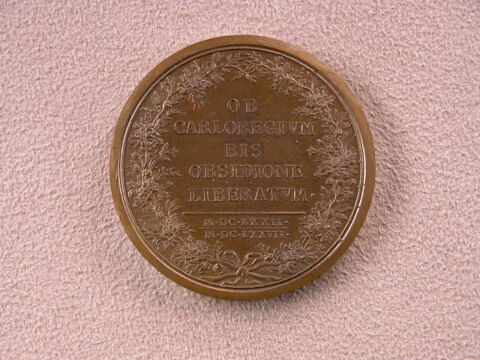 OB
CARLOREGIVM
BIS
OBSIDIONE
LIBERATVM
M·DC·LXXII·
M·DC·LXXVII·